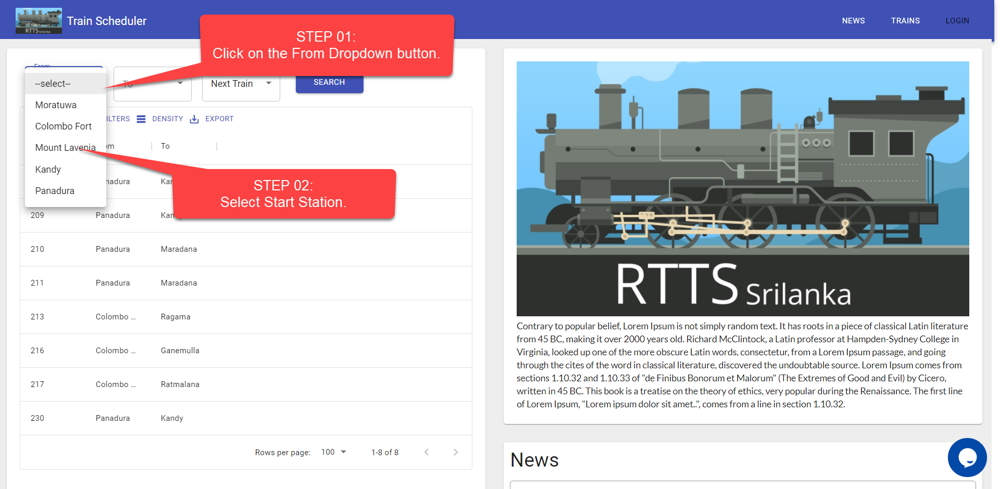 RTTS Srilanka
Train Scheduler
NEWS
TRAINS
LOGIN
STEP 01:
Click on the From Dropdown button.
From
--select--
Moratuwa
Colombo Fort
Mount Lavenia
Kandy
Panadura
To
Next Train
SEARCH
ILTERS
DENSITY
EXPORT
om
To
STEP 02:
Select Start Station.
nadura
Kan
209 Panadura Kandy
210 Panadura Maradana
211 Panadura Maradana
213 Colombo ... Ragama
216 Colombo ... Ganemulla
217 Colombo ... Ratmalana
230 Panadura Kandy
Rows per page: 100 1-8 of 8
RTTS Srilanka
Contrary to popular belief, Lorem Ipsum is not simply random text. It has roots in a piece of classical Latin literature
from 45 BC, making it over 2000 years old. Richard McClintock, a Latin professor at Hampden-Sydney College in
Virginia, looked up one of the more obscure Latin words, consectetur, from a Lorem Ipsum passage, and going
through the cites of the word in classical literature, discovered the undoubtable source. Lorem Ipsum comes from
sections 1.10.32 and 1.10.33 of "de Finibus Bonorum et Malorum" (The Extremes of Good and Evil) by Cicero,
written in 45 BC. This book is a treatise on the theory of ethics, very popular during the Renaissance. The first line
of Lorem Ipsum, "Lorem ipsum dolor sit amet..", comes from a line in section 1.10.32.
News